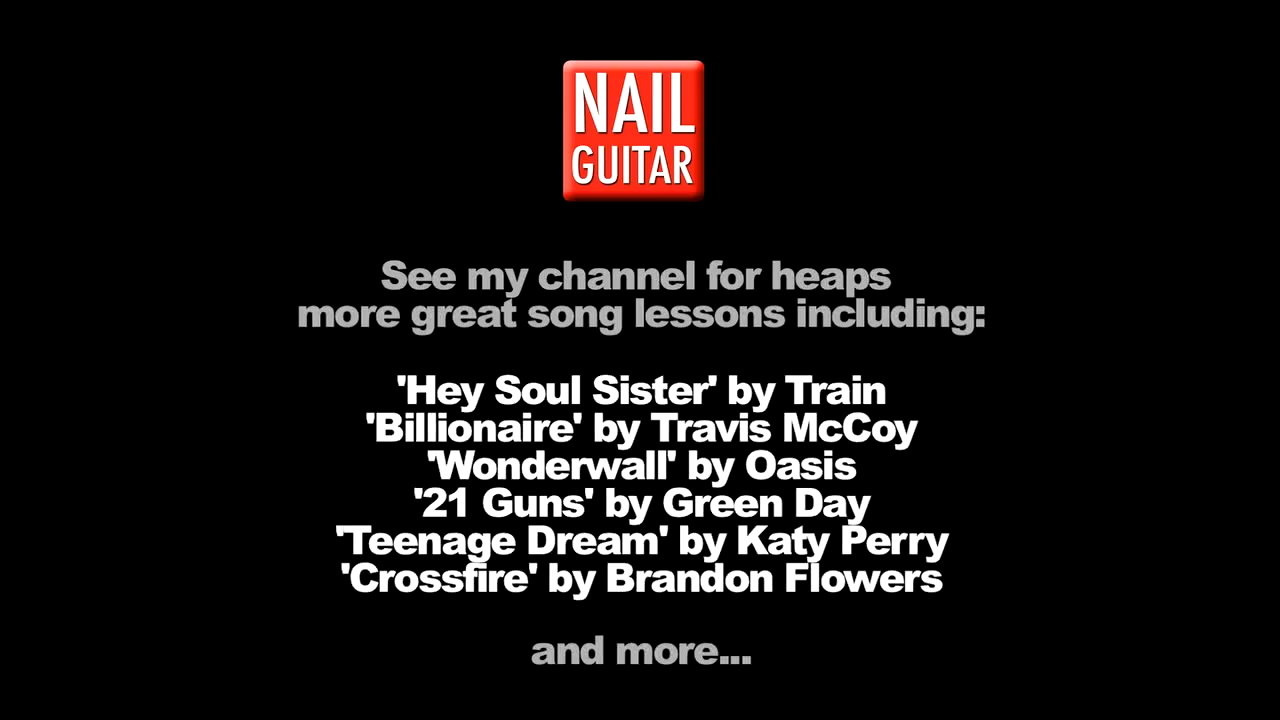 NAIL
GUITAR
See my channel for heaps
more great song lessons including:
'Hey Soul Sister' by Train
'Billionaire' by Travis McCoy
'Wonderwall' by Oasis
'21 Guns' by Green Day
'Teenage Dream' by Katy Perry
'Crossfire' by Brandon Flowers
and more...